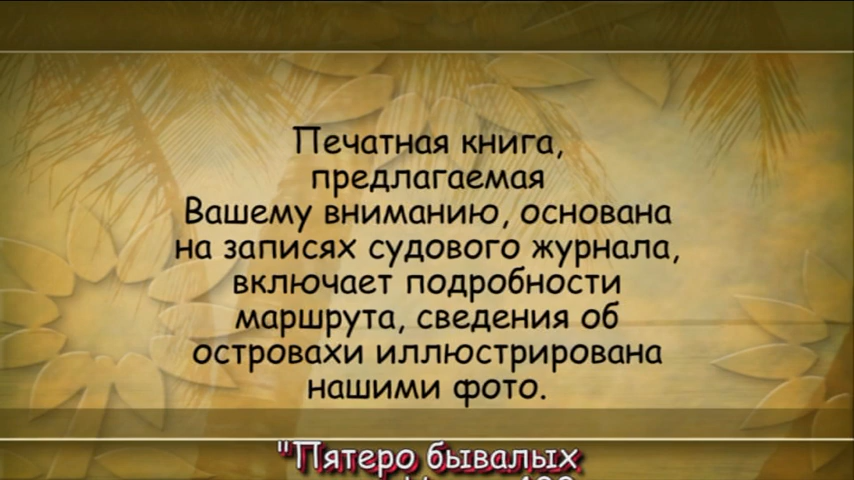 Печатная книга,
предлагаемая
Вашему вниманию, основана
на записях судового журнала,
включает подробности
маршрута, сведения об
островахи иллюстрирована
нашими фото.
"Пятеро бывалых